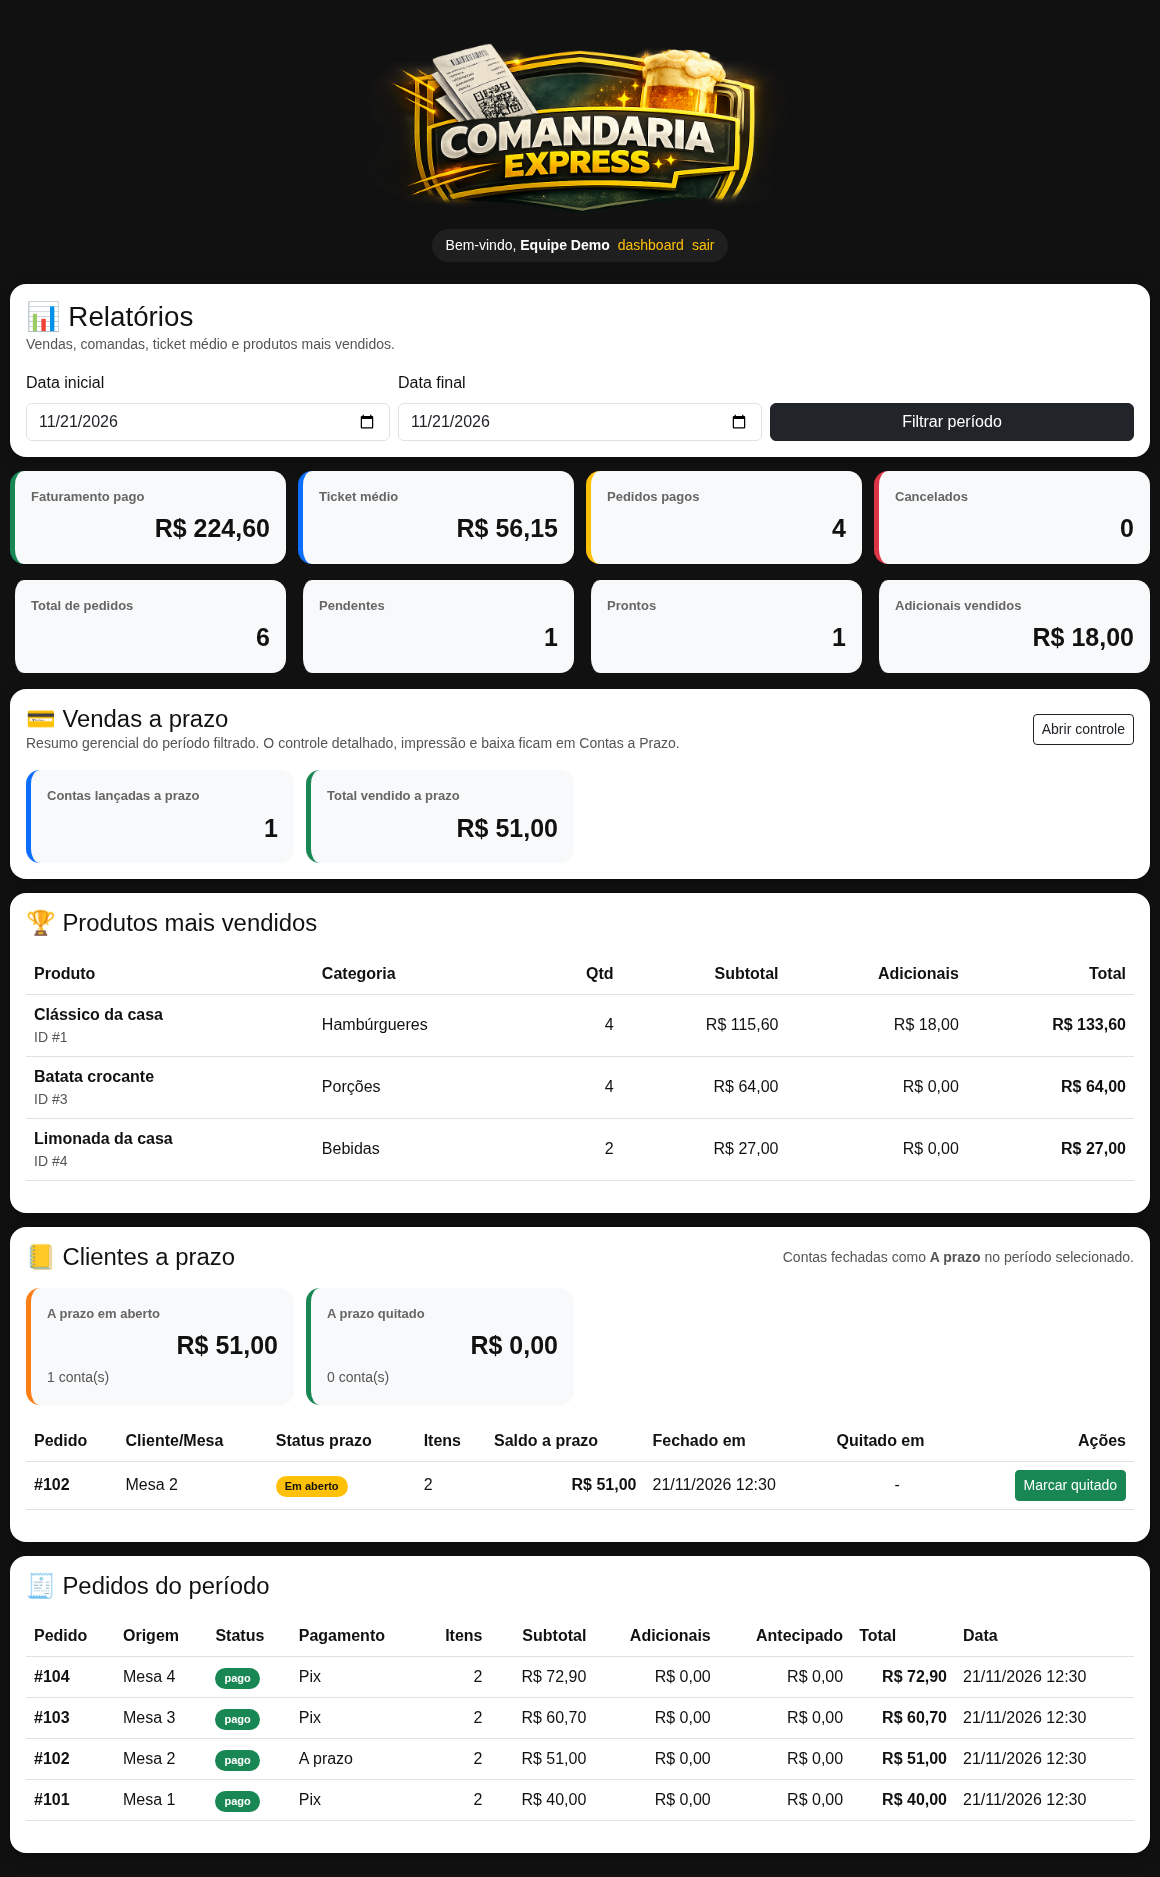 COMANDARIA
EXPRESS
Bem-vindo, Equipe Demo dashboard sair
📊 Relatórios
Vendas, comandas, ticket médio e produtos mais vendidos.
Data inicial Data final
11/21/2026 11/21/2026 Filtrar período
Faturamento pago Ticket médio Pedidos pagos Cancelados
R$ 224,60 R$ 56,15 4 0
Total de pedidos Pendentes Prontos Adicionais vendidos
6 1 1 R$ 18,00
💳 Vendas a prazo
Resumo gerencial do período filtrado. O controle detalhado, impressão e baixa ficam em Contas a Prazo.
Abrir controle
Contas lançadas a prazo Total vendido a prazo
1 R$ 51,00
🏆 Produtos mais vendidos
Produto Categoria Qtd Subtotal Adicionais Total
Clássico da casa
ID #1
Hambúrgueres 4 R$ 115,60 R$ 18,00 R$ 133,60
Batata crocante
ID #3
Porções 4 R$ 64,00 R$ 0,00 R$ 64,00
Limonada da casa
ID #4
Bebidas 2 R$ 27,00 R$ 0,00 R$ 27,00
📒 Clientes a prazo
Contas fechadas como A prazo no período selecionado.
A prazo em aberto A prazo quitado
R$ 51,00 R$ 0,00
1 conta(s) 0 conta(s)
Pedido Cliente/Mesa Status prazo Itens Saldo a prazo Fechado em Quitado em Ações
#102 Mesa 2 Em aberto 2 R$ 51,00 21/11/2026 12:30 - Marcar quitado
🧾 Pedidos do período
Pedido Origem Status Pagamento Itens Subtotal Adicionais Antecipado Total Data
#104 Mesa 4 pago Pix 2 R$ 72,90 R$ 0,00 R$ 0,00 R$ 72,90 21/11/2026 12:30
#103 Mesa 3 pago Pix 2 R$ 60,70 R$ 0,00 R$ 0,00 R$ 60,70 21/11/2026 12:30
#102 Mesa 2 pago A prazo 2 R$ 51,00 R$ 0,00 R$ 0,00 R$ 51,00 21/11/2026 12:30
#101 Mesa 1 pago Pix 2 R$ 40,00 R$ 0,00 R$ 0,00 R$ 40,00 21/11/2026 12:30